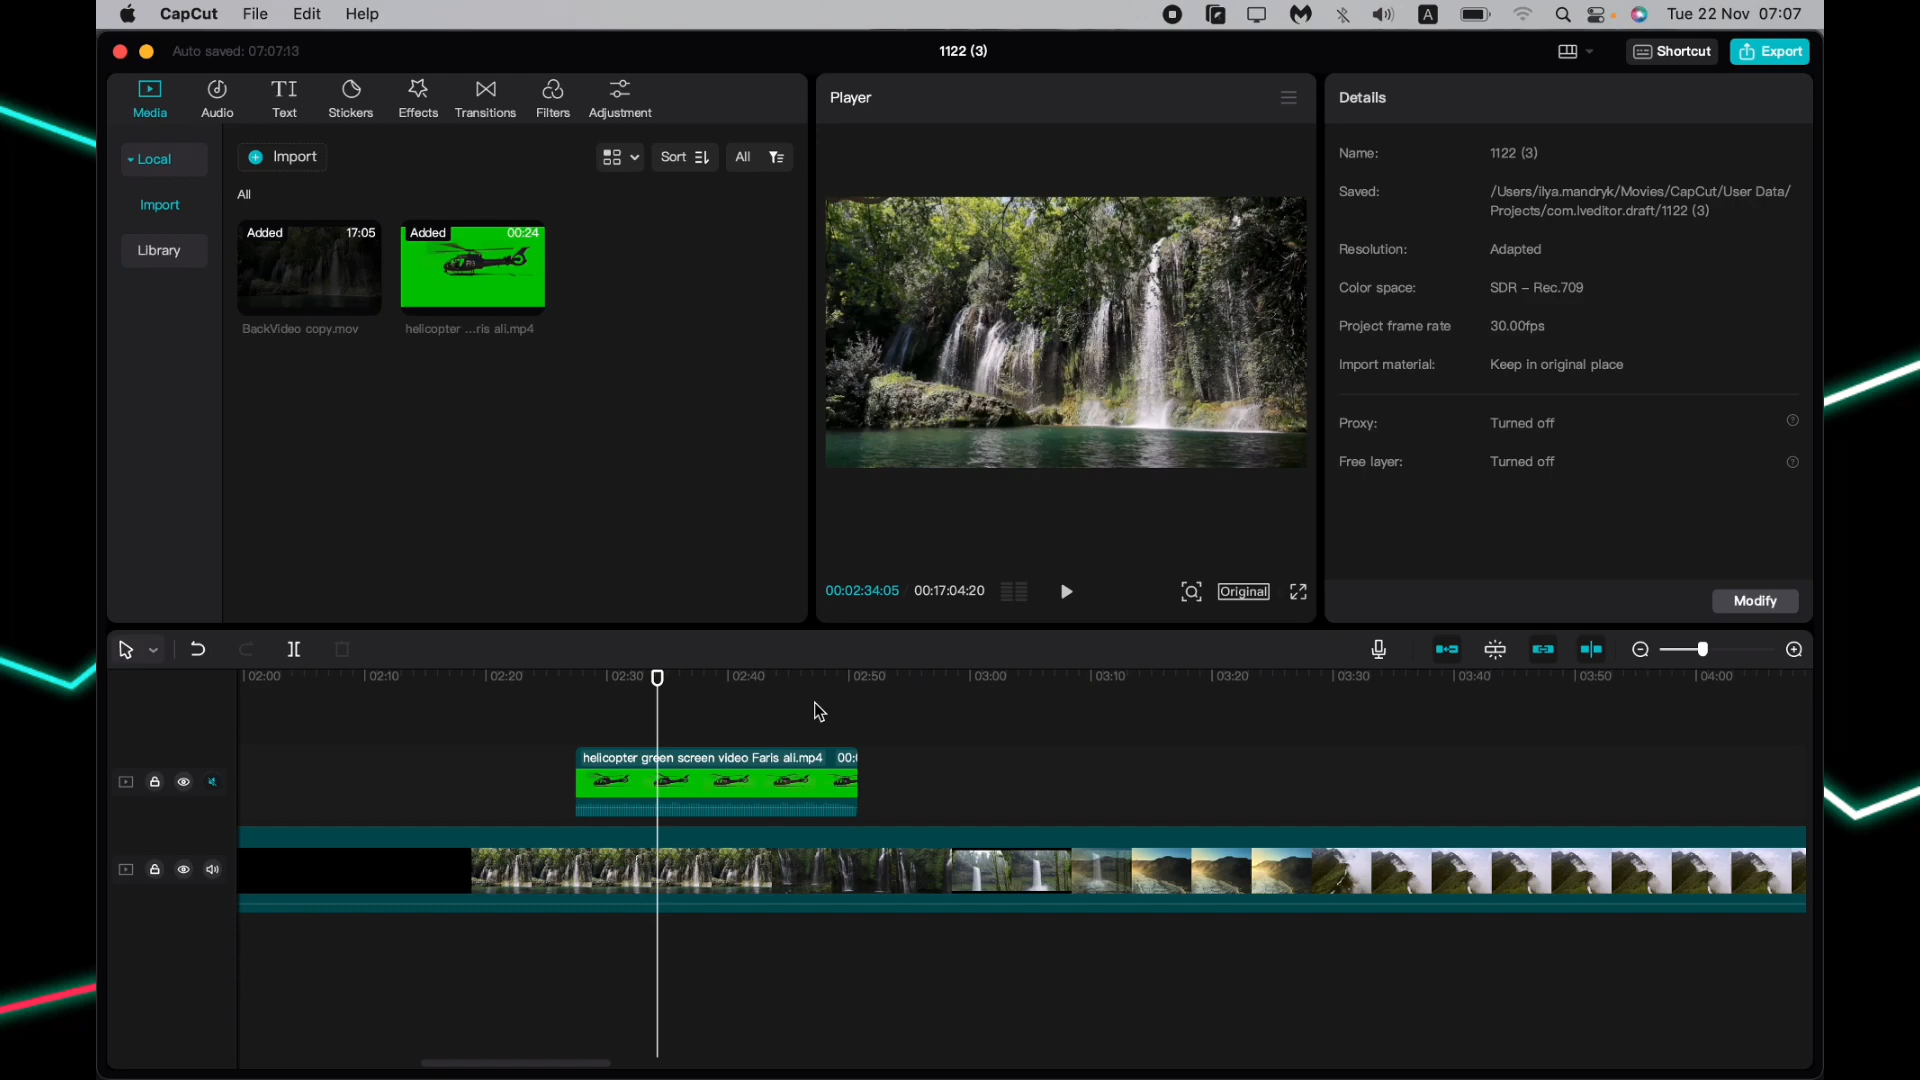 CapCut File Edit Help
A Tue 22 Nov 07:07
Auto saved: 07:07:13
1122 (3)
Shortcut
Export
Media
Audio
TI
Text
Stickers
Effects
Transitions
Filters
Adjustment
Local
Import
Library
Import
Sort
All
All
Added 17:05
BackVideo copy.mov
Added 00:24
helicopter ...ris ali.mp4
Player
00:02:34:05 / 00:17:04:20
Original
Details
Name: 1122 (3)
Saved: /Users/ilya.mandryk/Movies/CapCut/User Data/
Projects/com.lveditor.draft/1122 (3)
Resolution: Adapted
Color space: SDR – Rec.709
Project frame rate 30.00fps
Import material: Keep in original place
Proxy: Turned off
Free layer: Turned off
Modify
02:00 02:10 02:20 02:30 02:40 02:50 03:00 03:10 03:20 03:30 03:40 03:50 04:00
helicopter green screen video Faris ali.mp4 00: